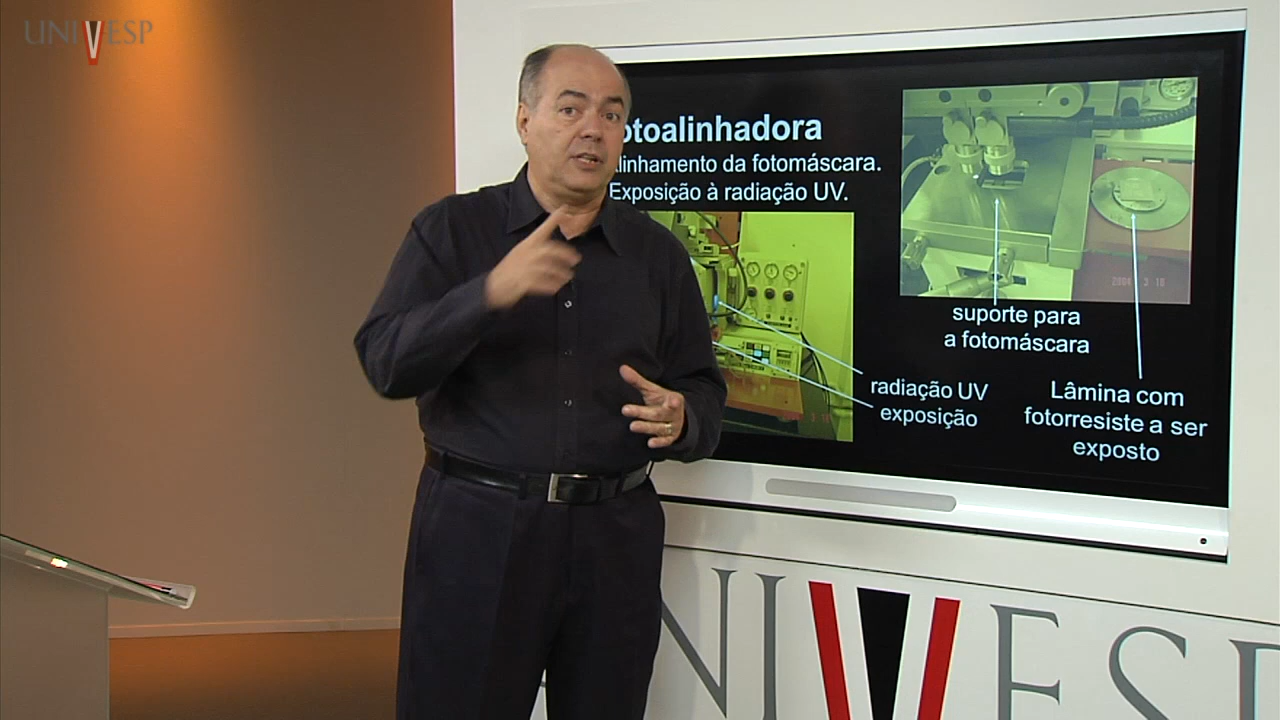 UNIVESP
otoalinhadora
linhamento da fotomáscara.
Exposição à radiação UV.
suporte para
a fotomáscara
radiação UV
exposição
Lâmina com
fotorresiste a ser
exposto
UNIVESP